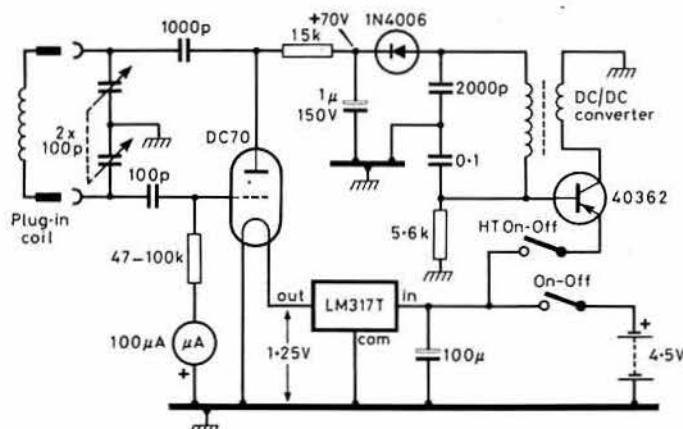 1000p
15k
+70V
1N4006
2x
100p
1µ
150V
2000p
DC/DC
converter
DC70
100p
0·1
40362
Plug-in
coil
5·6k
HT On-Off
47–100k
On-Off
out
LM317T
in
com
100µA
µA
+
1·25V
100µ
+
4·5V